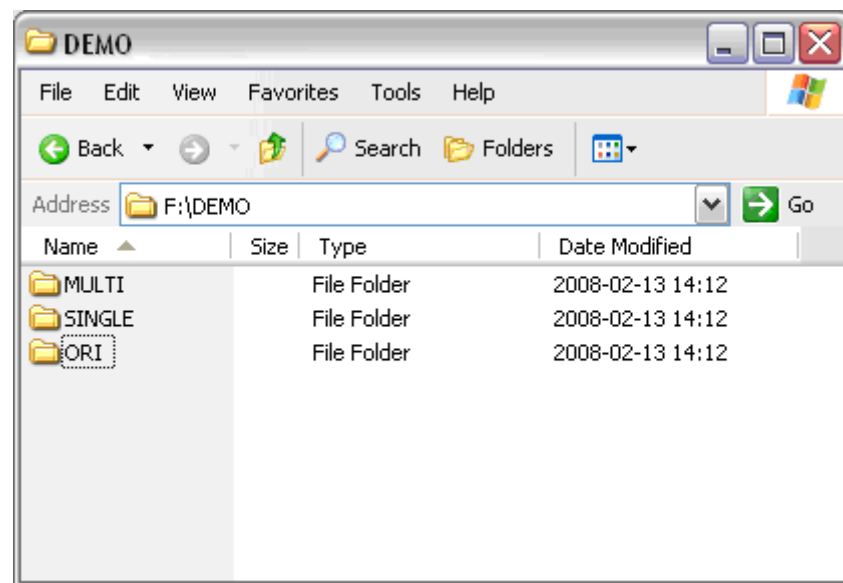 DEMO
File Edit View Favorites Tools Help
Back Search Folders
Address F:\DEMO Go
Name Size Type Date Modified
MULTI File Folder 2008-02-13 14:12
SINGLE File Folder 2008-02-13 14:12
ORI File Folder 2008-02-13 14:12